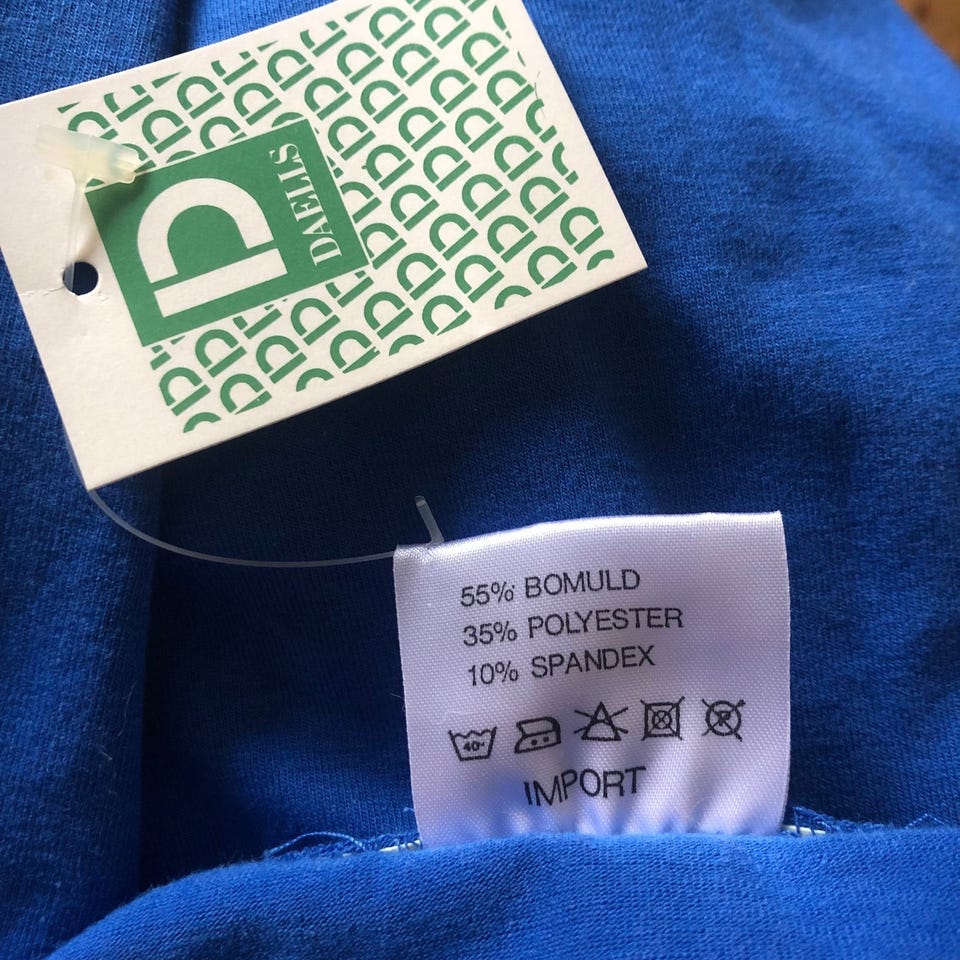 D
DAELLS
55% BOMULD
35% POLYESTER
10% SPANDEX
40°
IMPORT